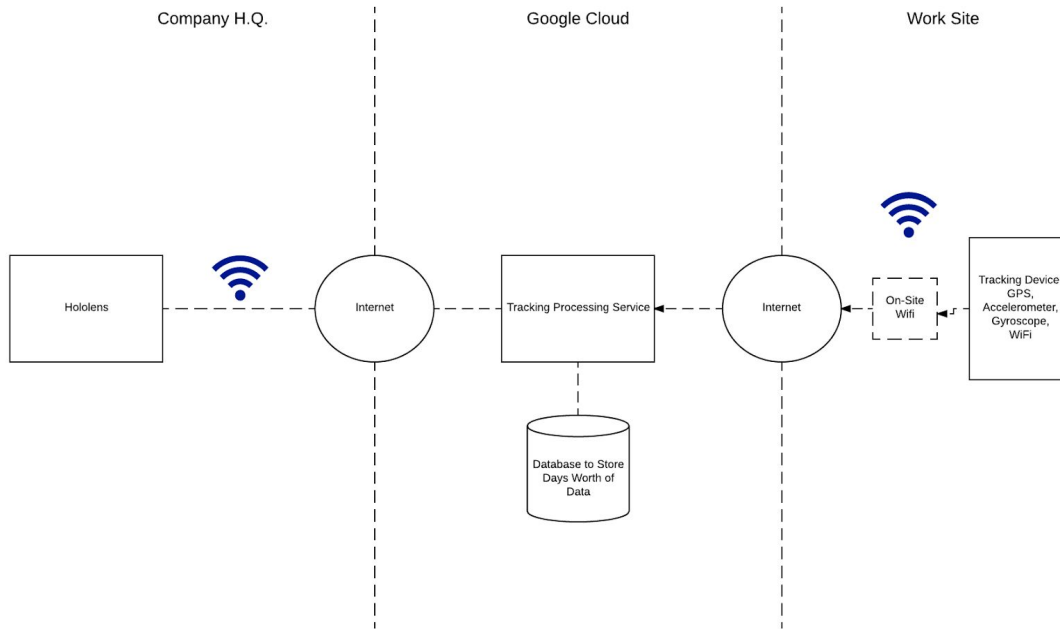 Company H.Q.
Google Cloud
Work Site
Hololens
Internet
Tracking Processing Service
Internet
On-Site
Wifi
Tracking Device
GPS,
Accelerometer,
Gyroscope,
WiFi
Database to Store
Days Worth of
Data